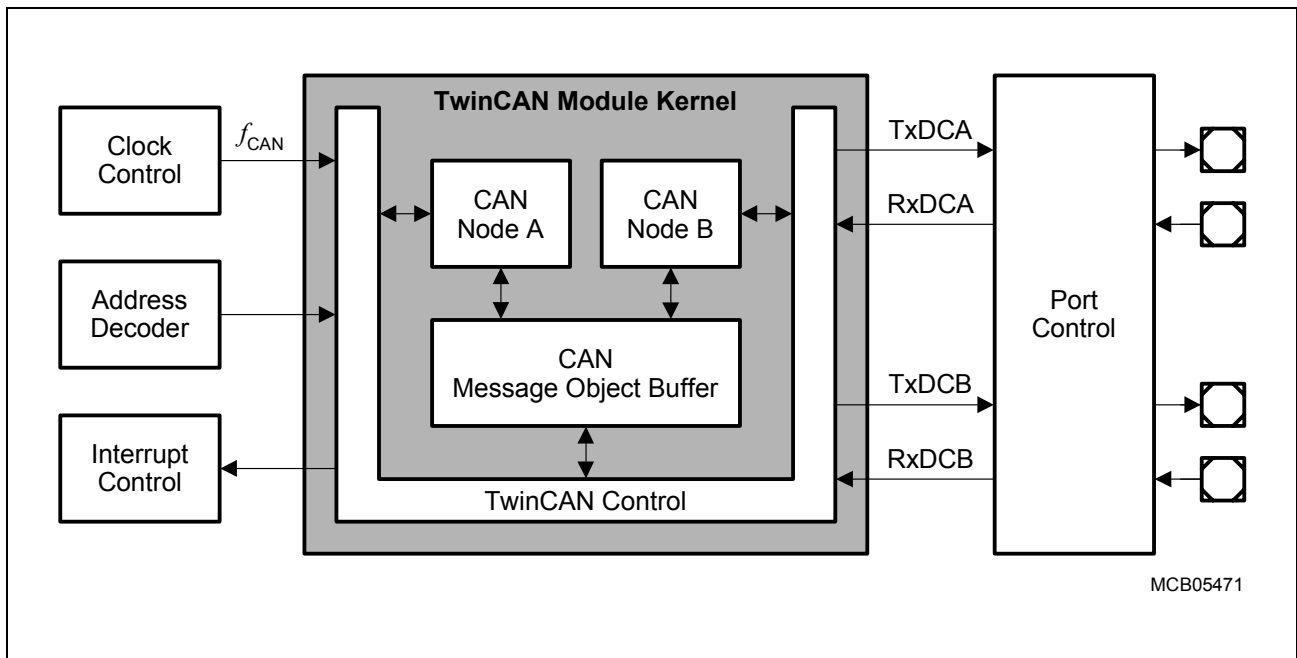 TwinCAN Module Kernel
Clock
Control
fCAN
Address
Decoder
Interrupt
Control
CAN
Node A
CAN
Node B
CAN
Message Object Buffer
TwinCAN Control
TxDCA
RxDCA
TxDCB
RxDCB
Port
Control
MCB05471